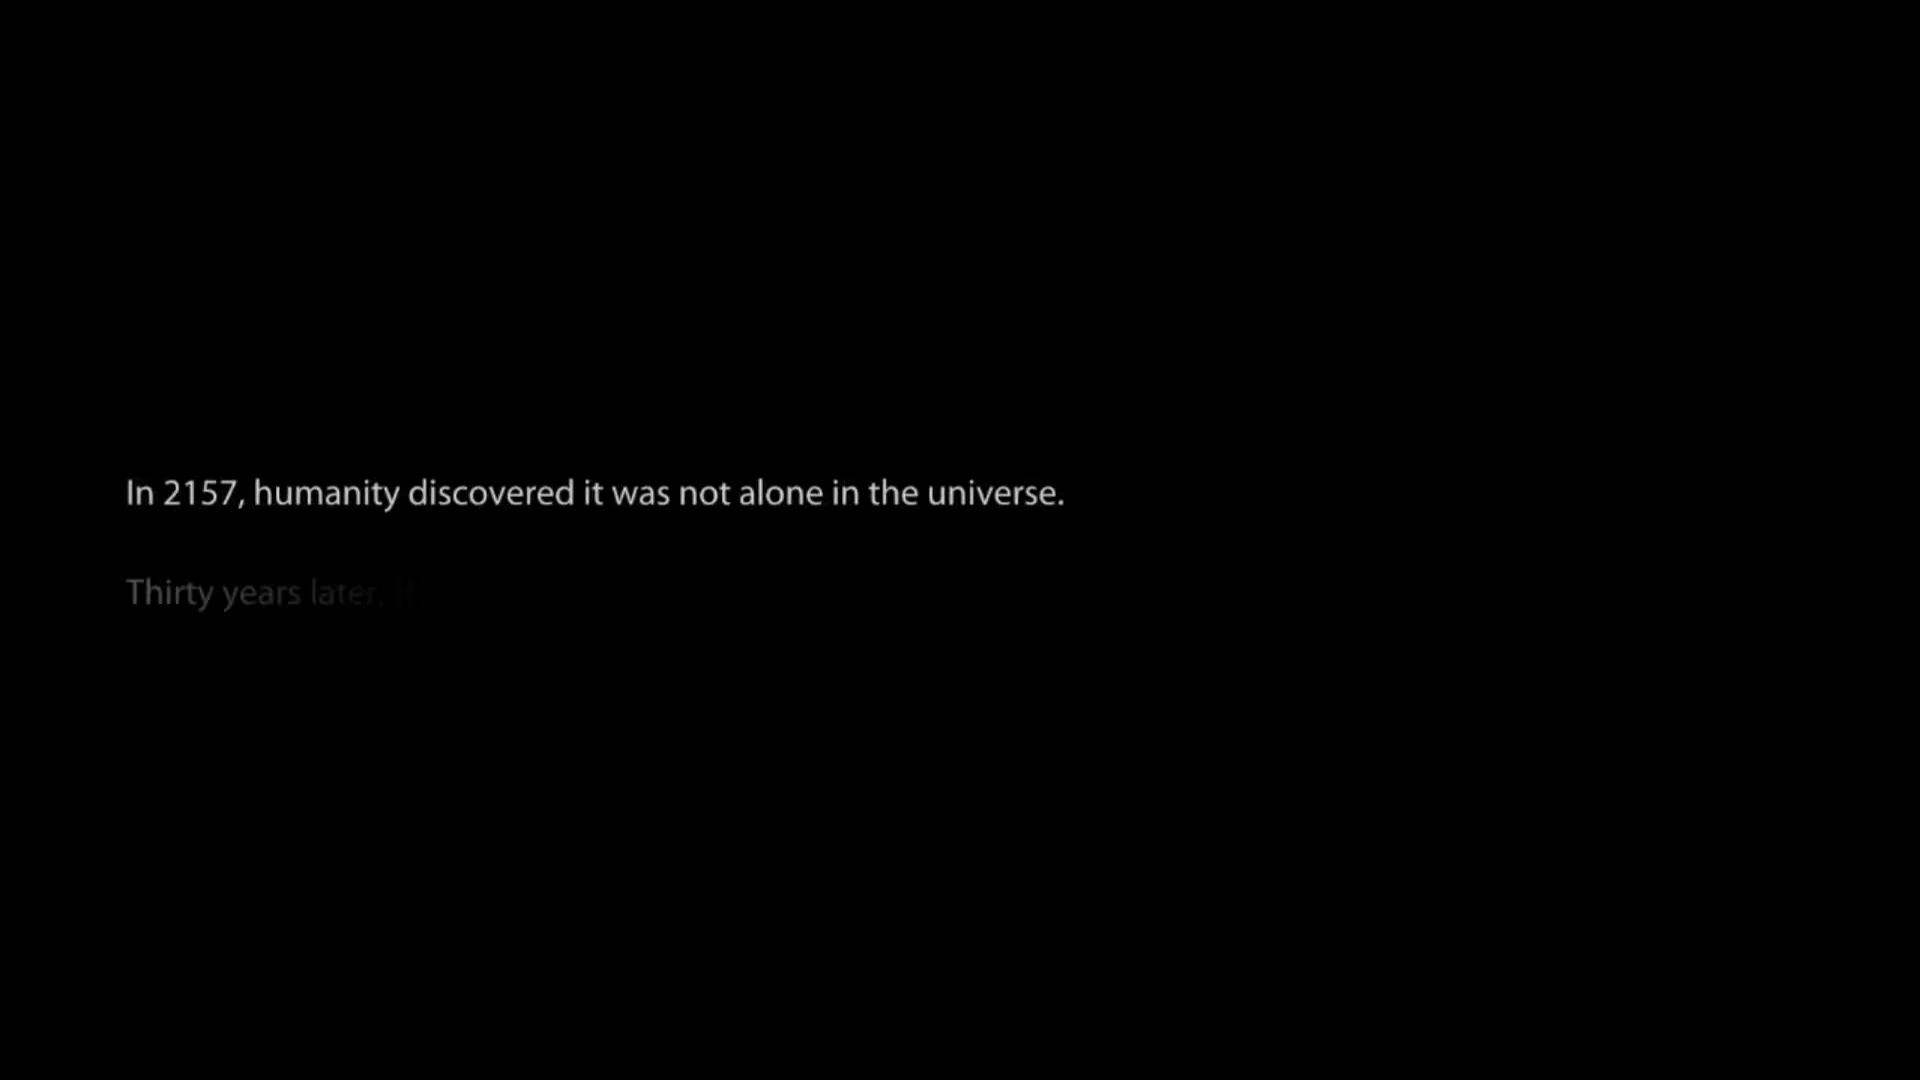 In 2157, humanity discovered it was not alone in the universe.
Thirty years later,